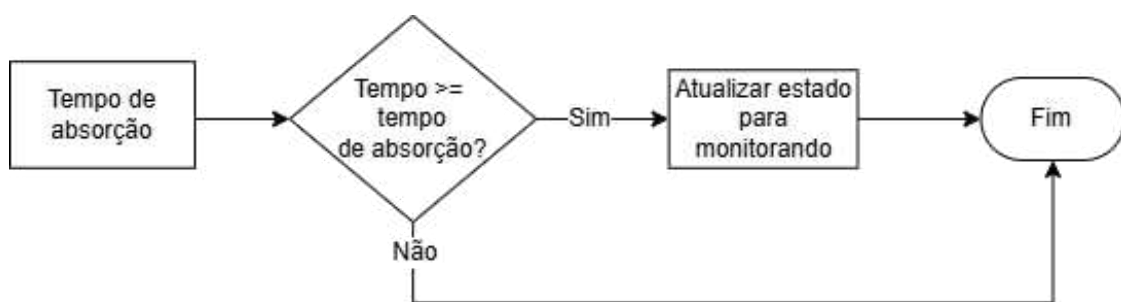 Tempo de
absorção
Tempo >=
tempo
de absorção?
Sim
Atualizar estado
para
monitorando
Fim
Não